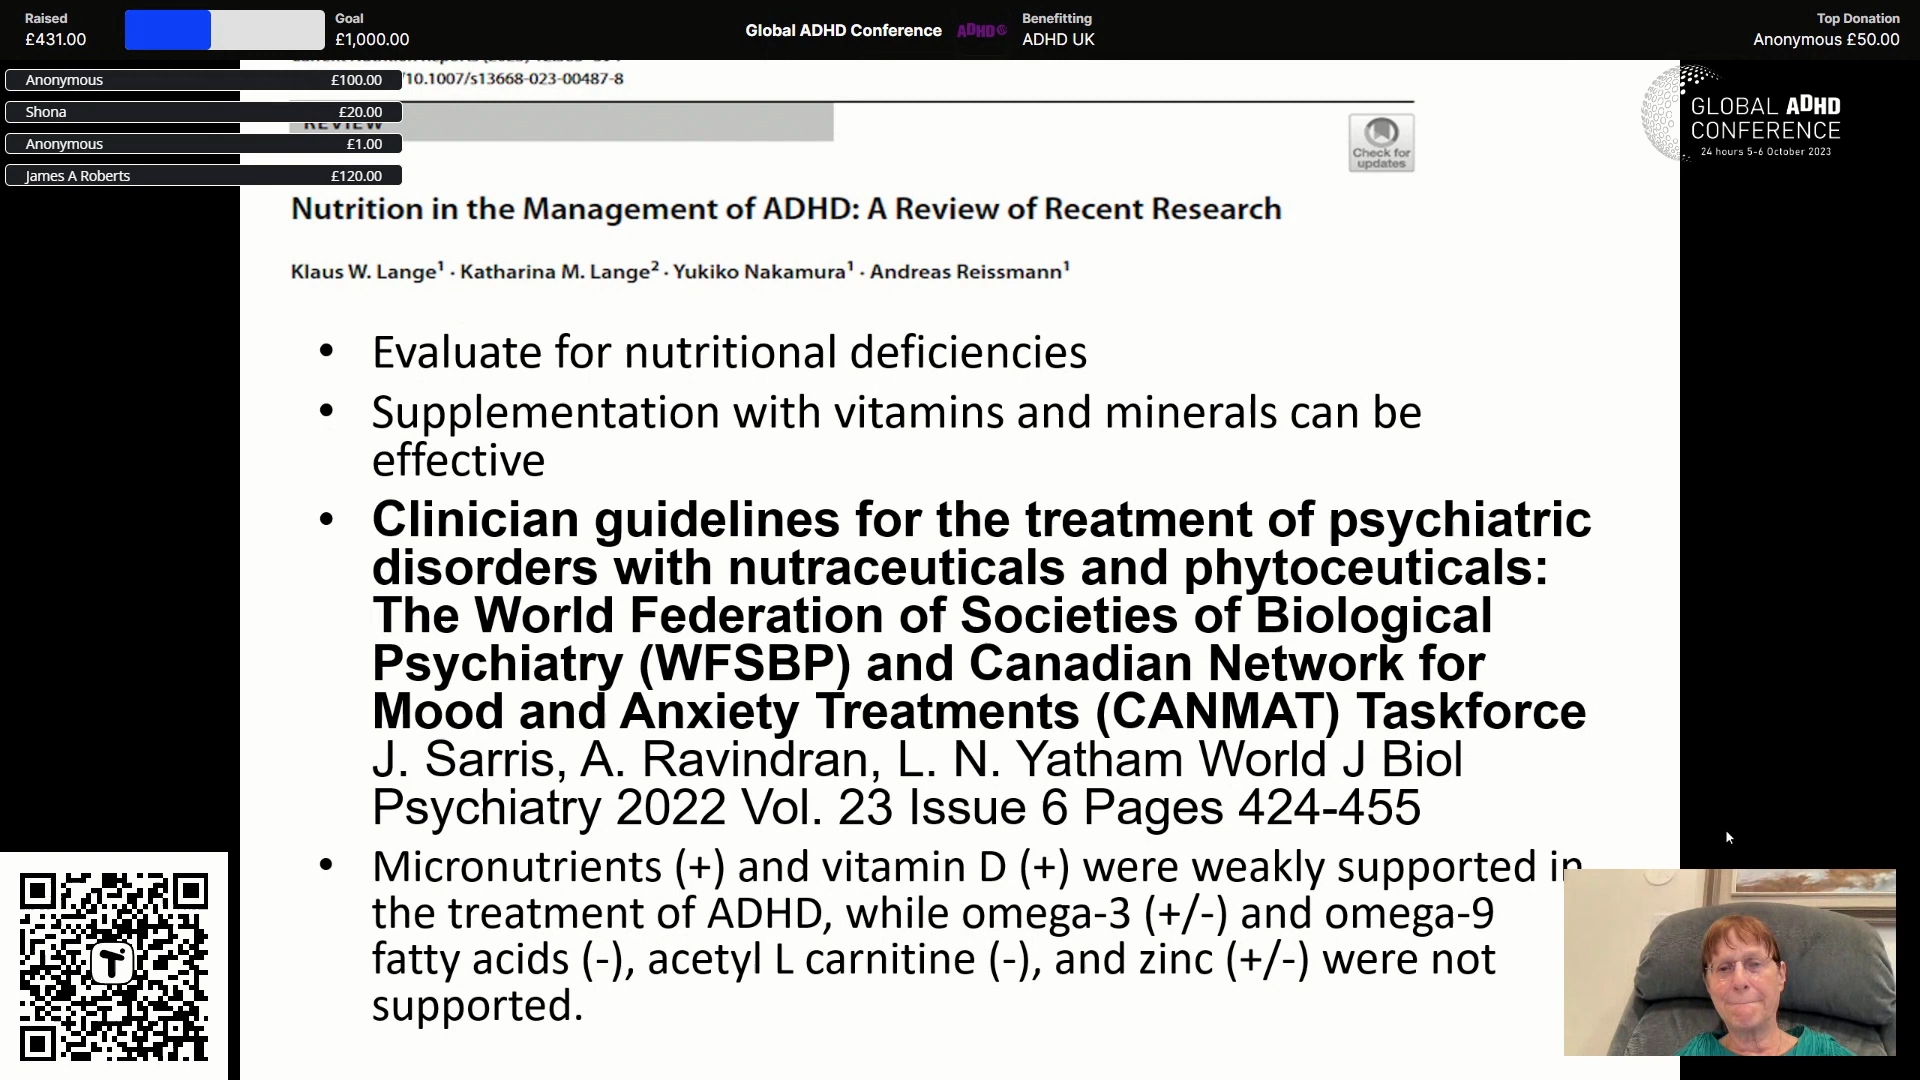 Raised
£431.00
Goal
£1,000.00
Global ADHD Conference
ADHD
Benefitting
ADHD UK
Top Donation
Anonymous £50.00
Anonymous £100.00
Shona £20.00
Anonymous £1.00
James A Roberts £120.00
/10.1007/s13668-023-00487-8
REVIEW
Check for
updates
GLOBAL ADHD
CONFERENCE
24 hours 5-6 October 2023
Nutrition in the Management of ADHD: A Review of Recent Research
Klaus W. Lange¹ · Katharina M. Lange² · Yukiko Nakamura¹ · Andreas Reissmann¹
• Evaluate for nutritional deficiencies
• Supplementation with vitamins and minerals can be
effective
• Clinician guidelines for the treatment of psychiatric
disorders with nutraceuticals and phytoceuticals:
The World Federation of Societies of Biological
Psychiatry (WFSBP) and Canadian Network for
Mood and Anxiety Treatments (CANMAT) Taskforce
J. Sarris, A. Ravindran, L. N. Yatham World J Biol
Psychiatry 2022 Vol. 23 Issue 6 Pages 424-455
• Micronutrients (+) and vitamin D (+) were weakly supported in
the treatment of ADHD, while omega-3 (+/-) and omega-9
fatty acids (-), acetyl L carnitine (-), and zinc (+/-) were not
supported.